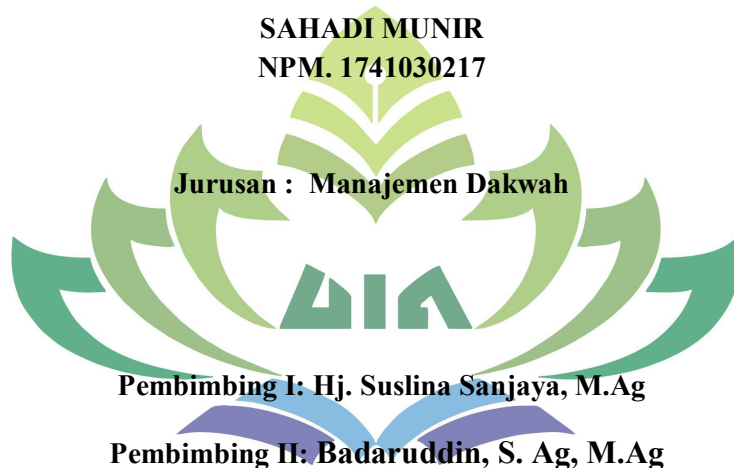 SAHADI MUNIR
NPM. 1741030217
Jurusan : Manajemen Dakwah
UIN
Pembimbing I: Hj. Suslina Sanjaya, M.Ag
Pembimbing II: Badaruddin, S. Ag, M.Ag